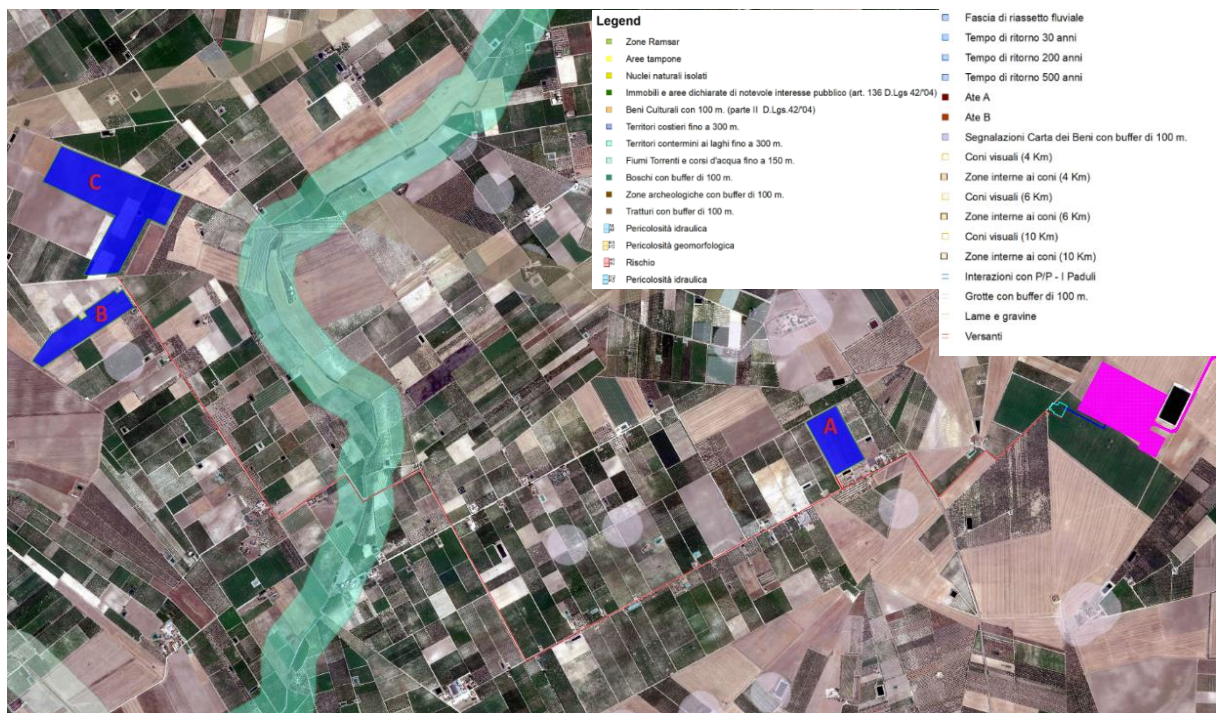 Legend
Zone Ramsar
Aree tampone
Nuclei naturali isolati
Immobili e aree dichiarate di notevole interesse pubblico (art. 136 D.Lgs 42/'04)
Beni Culturali con 100 m. (parte II D.Lgs.42/'04)
Territori costieri fino a 300 m.
Territori contermini ai laghi fino a 300 m.
Fiumi Torrenti e corsi d'acqua fino a 150 m.
Boschi con buffer di 100 m.
Zone archeologiche con buffer di 100 m.
Tratturi con buffer di 100 m.
Pericolosità idraulica
Pericolosità geomorfologica
Rischio
Pericolosità idraulica
Fascia di riassetto fluviale
Tempo di ritorno 30 anni
Tempo di ritorno 200 anni
Tempo di ritorno 500 anni
Ate A
Ate B
Segnalazioni Carta dei Beni con buffer di 100 m.
Coni visuali (4 Km)
Zone interne ai coni (4 Km)
Coni visuali (6 Km)
Zone interne ai coni (6 Km)
Coni visuali (10 Km)
Zone interne ai coni (10 Km)
Interazioni con P/P - I Paduli
Grotte con buffer di 100 m.
Lame e gravine
Versanti
C
B
A